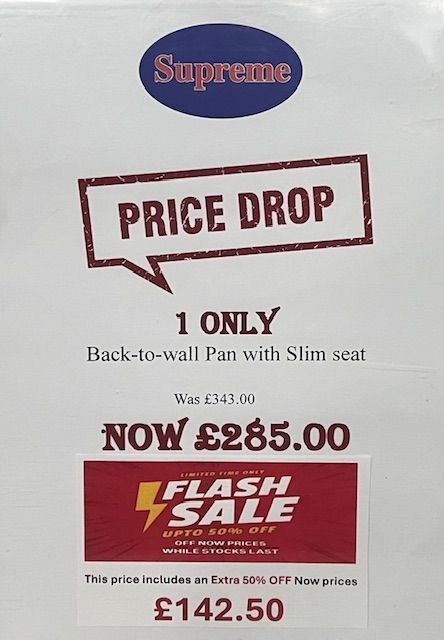 Supreme
PRICE DROP
1 ONLY
Back-to-wall Pan with Slim seat
Was £343.00
NOW £285.00
LIMITED TIME ONLY
FLASH
SALE
UPTO 50% OFF
OFF NOW PRICES
WHILE STOCKS LAST
This price includes an Extra 50% OFF Now prices
£142.50